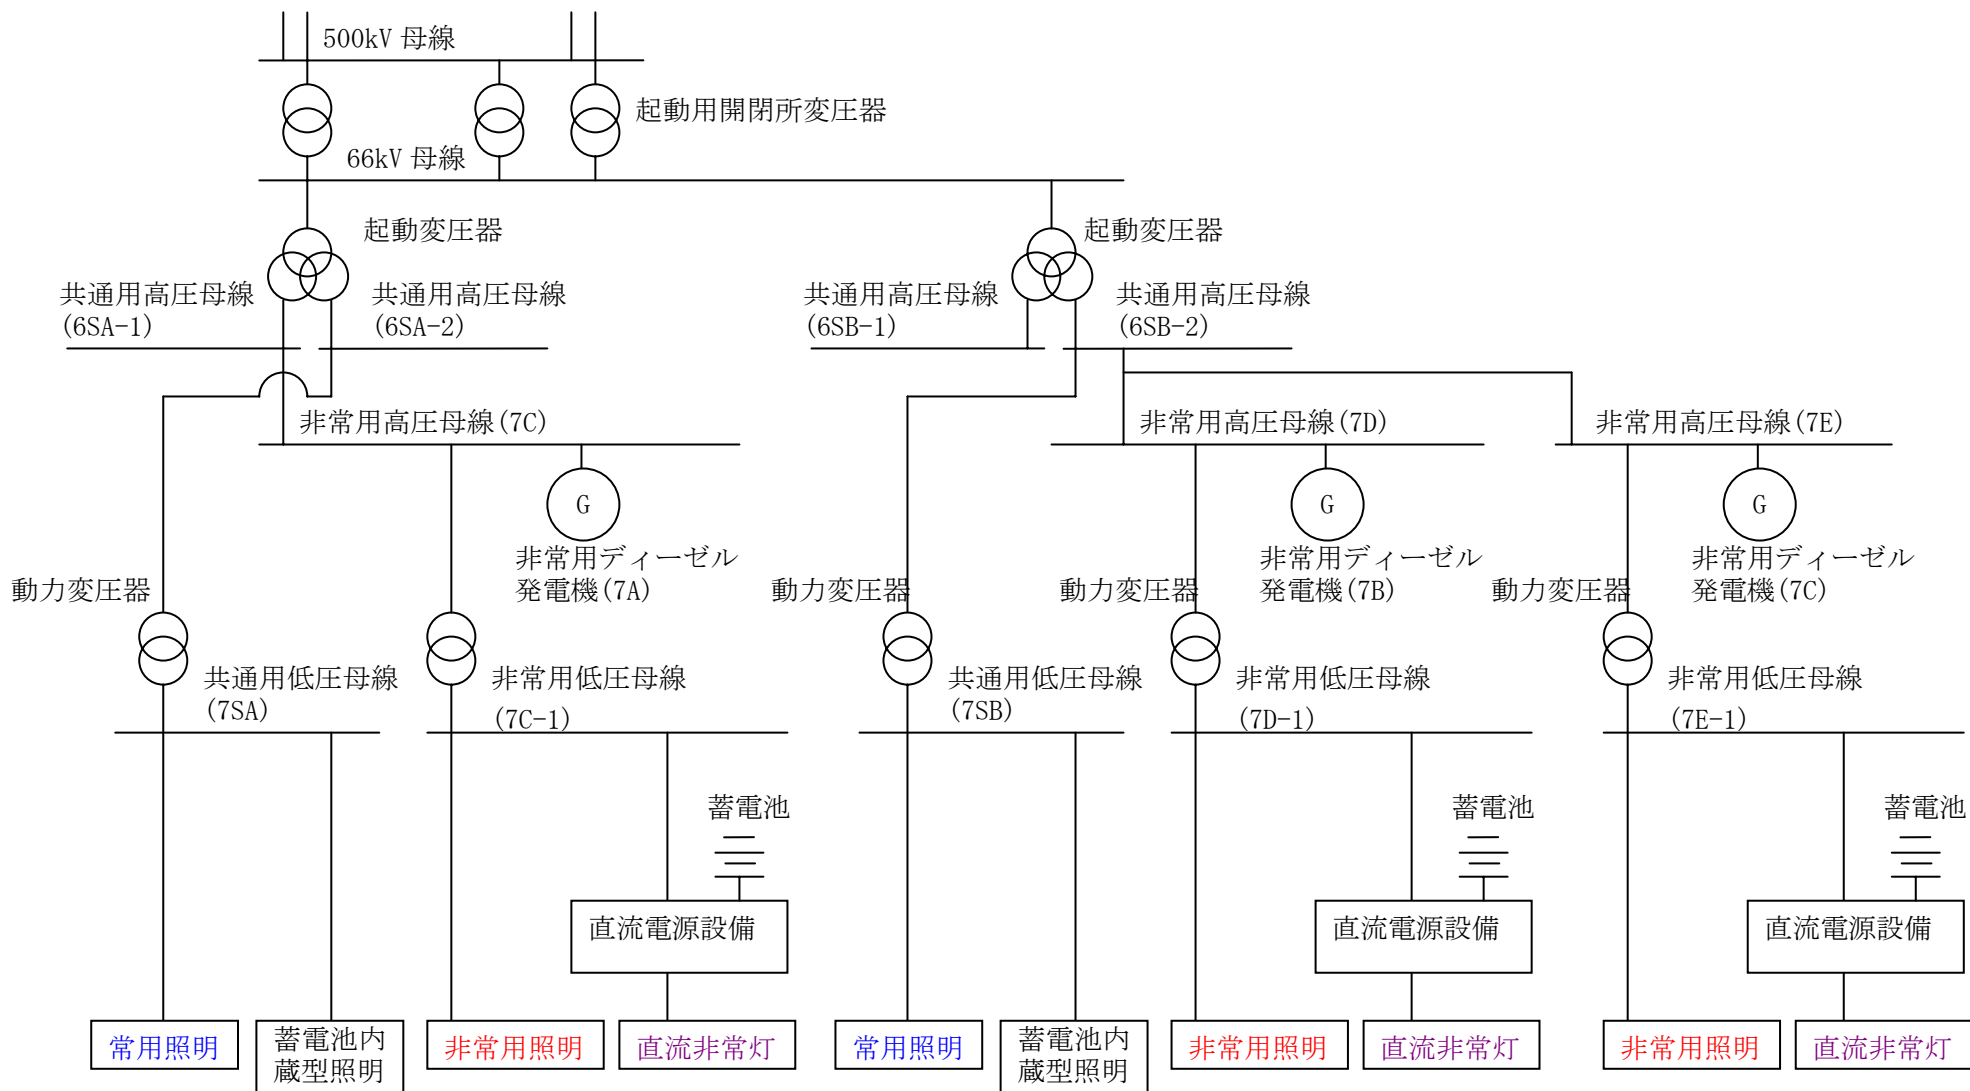 500kV 母線
起動用開閉所変圧器
66kV 母線
起動変圧器
起動変圧器
共通用高圧母線
(6SA-1)
共通用高圧母線
(6SA-2)
共通用高圧母線
(6SB-1)
共通用高圧母線
(6SB-2)
非常用高圧母線(7C)
非常用高圧母線(7D)
非常用高圧母線(7E)
G
G
G
非常用ディーゼル
発電機(7A)
非常用ディーゼル
発電機(7B)
非常用ディーゼル
発電機(7C)
動力変圧器
動力変圧器
動力変圧器
動力変圧器
共通用低圧母線
(7SA)
非常用低圧母線
(7C-1)
共通用低圧母線
(7SB)
非常用低圧母線
(7D-1)
非常用低圧母線
(7E-1)
蓄電池
蓄電池
蓄電池
直流電源設備
直流電源設備
直流電源設備
常用照明
蓄電池内
蔵型照明
非常用照明
直流非常灯
常用照明
蓄電池内
蔵型照明
非常用照明
直流非常灯
非常用照明
直流非常灯